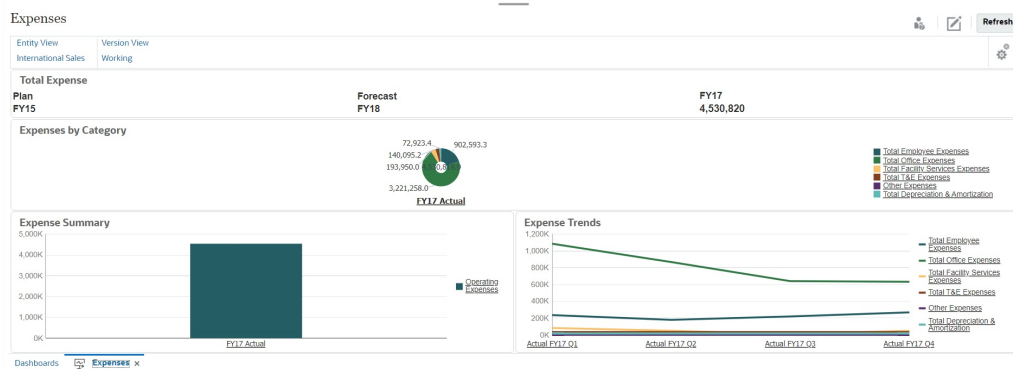 Expenses
Refresh
Entity View
Version View
International Sales
Working
Total Expense
Plan
Forecast
FY17
FY15
FY18
4,530,820
Expenses by Category
72,923.4
902,593.3
140,095.2
193,950.0
3,221,258.0
FY17 Actual
Total Employee Expenses
Total Office Expenses
Total Facility Services Expenses
Total T&E Expenses
Other Expenses
Total Depreciation & Amortization
Expense Summary
5,000K
4,000K
3,000K
2,000K
1,000K
0K
FY17 Actual
Operating
Expenses
Expense Trends
1,200K
1,000K
800K
600K
400K
200K
0K
Actual FY17 Q1
Actual FY17 Q2
Actual FY17 Q3
Actual FY17 Q4
Total Employee
Expenses
Total Office Expenses
Total Facility Services
Expenses
Total T&E Expenses
Other Expenses
Total Depreciation &
Amortization
Dashboards
Expenses ×